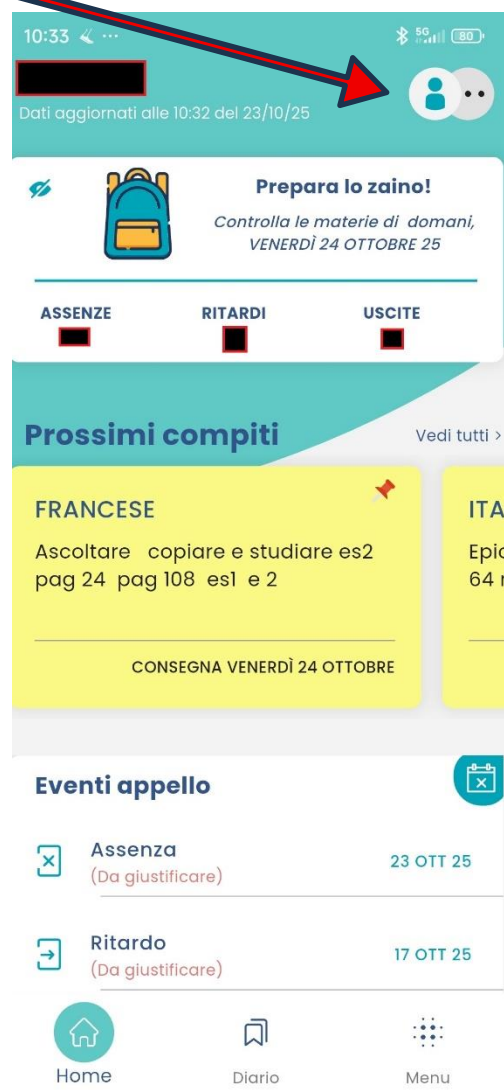 10:33
5G
80
Dati aggiornati alle 10:32 del 23/10/25
Prepara lo zaino!
Controlla le materie di domani,
VENERDÌ 24 OTTOBRE 25
ASSENZE RITARDI USCITE
Prossimi compiti
Vedi tutti >
FRANCESE
Ascoltare copiare e studiare es2
pag 24 pag 108 es1 e 2
CONSEGNA VENERDÌ 24 OTTOBRE
ITA
Epic
64
Eventi appello
Assenza
(Da giustificare)
23 OTT 25
Ritardo
(Da giustificare)
17 OTT 25
Home Diario Menu